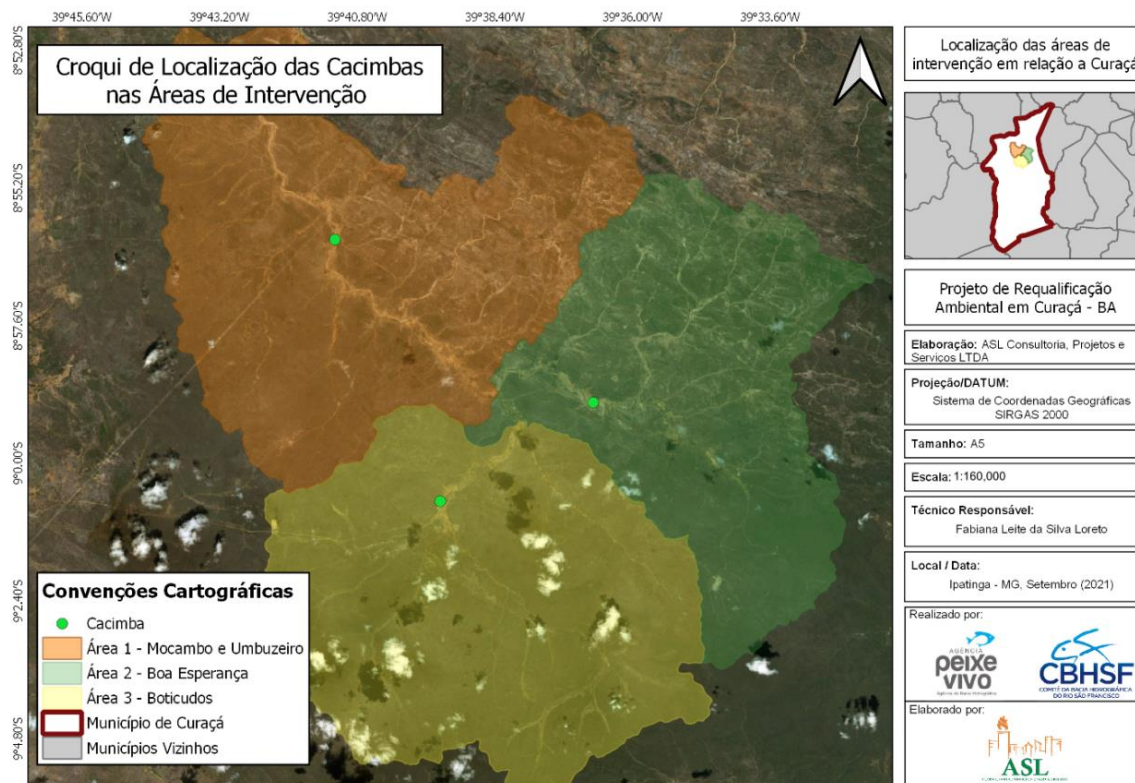 39°45.60'W 39°43.20'W 39°40.80'W 39°38.40'W 39°36.00'W 39°33.60'W
8°52.80'S
8°55.20'S
8°57.60'S
9°0.00'S
9°2.40'S
9°4.80'S
Croqui de Localização das Cacimbas
nas Áreas de Intervenção
Convenções Cartográficas
Cacimba
Área 1 - Mocambo e Umbuzeiro
Área 2 - Boa Esperança
Área 3 - Boticudos
Município de Curaçá
Municípios Vizinhos
Localização das áreas de
intervenção em relação a Curaçá
Projeto de Requalificação
Ambiental em Curaçá - BA
Elaboração: ASL Consultoria, Projetos e
Serviços LTDA
Projeção/DATUM:
Sistema de Coordenadas Geográficas
SIRGAS 2000
Tamanho: A5
Escala: 1:160,000
Técnico Responsável:
Fabiana Leite da Silva Loreto
Local / Data:
Ipatinga - MG, Setembro (2021)
Realizado por:
AGÊNCIA
peixe
vivo
CBHSF
COMITÊ DA BACIA HIDROGRÁFICA
DO RIO SÃO FRANCISCO
Elaborado por:
ASL